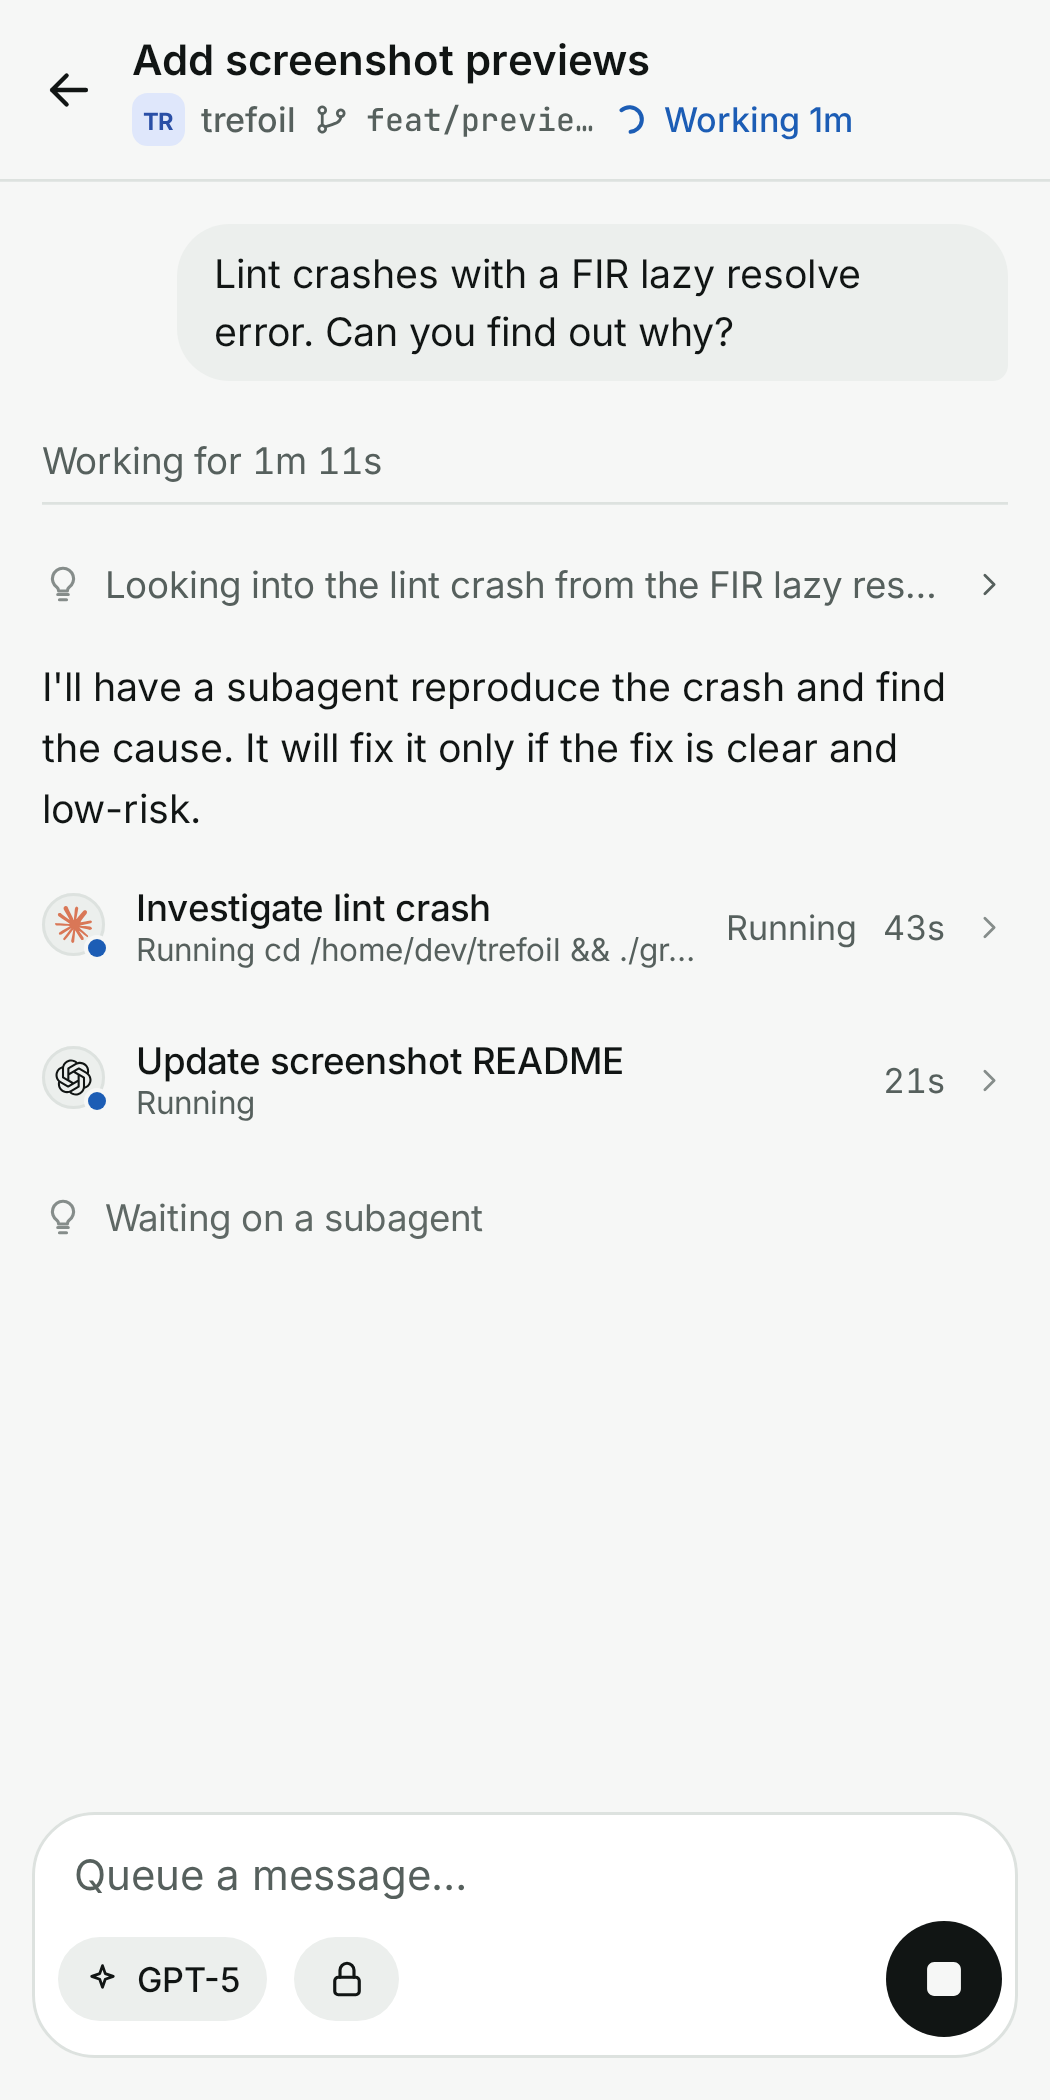 Add screenshot previews
TR trefoil feat/previe… Working 1m
Lint crashes with a FIR lazy resolve
error. Can you find out why?
Working for 1m 11s
Looking into the lint crash from the FIR lazy res...
I'll have a subagent reproduce the crash and find
the cause. It will fix it only if the fix is clear and
low-risk.
Investigate lint crash
Running cd /home/dev/trefoil && ./gr...
Running 43s
Update screenshot README
Running
21s
Waiting on a subagent
Queue a message...
GPT-5